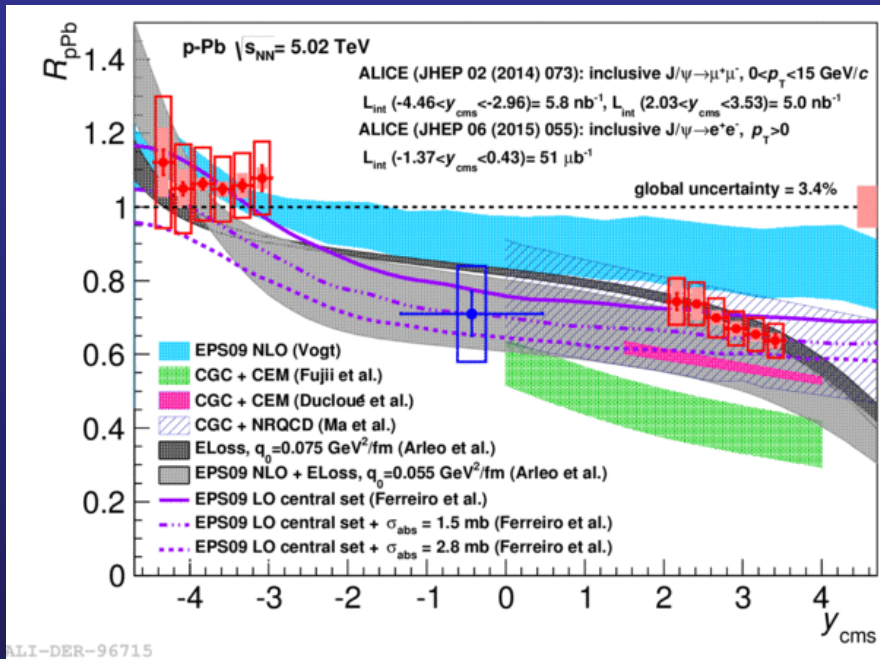 R_pPb
1.4
1.2
1
0.8
0.6
0.4
0.2
0
p-Pb √s_NN = 5.02 TeV
ALICE (JHEP 02 (2014) 073): inclusive J/ψ→μ⁺μ⁻, 0<p_T<15 GeV/c
L_int (-4.46<y_cms<-2.96)= 5.8 nb⁻¹, L_int (2.03<y_cms<3.53)= 5.0 nb⁻¹
ALICE (JHEP 06 (2015) 055): inclusive J/ψ→e⁺e⁻, p_T>0
L_int (-1.37<y_cms<0.43)= 51 μb⁻¹
global uncertainty = 3.4%
EPS09 NLO (Vogt)
CGC + CEM (Fujii et al.)
CGC + CEM (Ducloué et al.)
CGC + NRQCD (Ma et al.)
ELoss, q₀=0.075 GeV²/fm (Arleo et al.)
EPS09 NLO + ELoss, q₀=0.055 GeV²/fm (Arleo et al.)
EPS09 LO central set (Ferreiro et al.)
EPS09 LO central set + σ_abs = 1.5 mb (Ferreiro et al.)
EPS09 LO central set + σ_abs = 2.8 mb (Ferreiro et al.)
-4 -3 -2 -1 0 1 2 3 4
y_cms
ALI-DER-96715